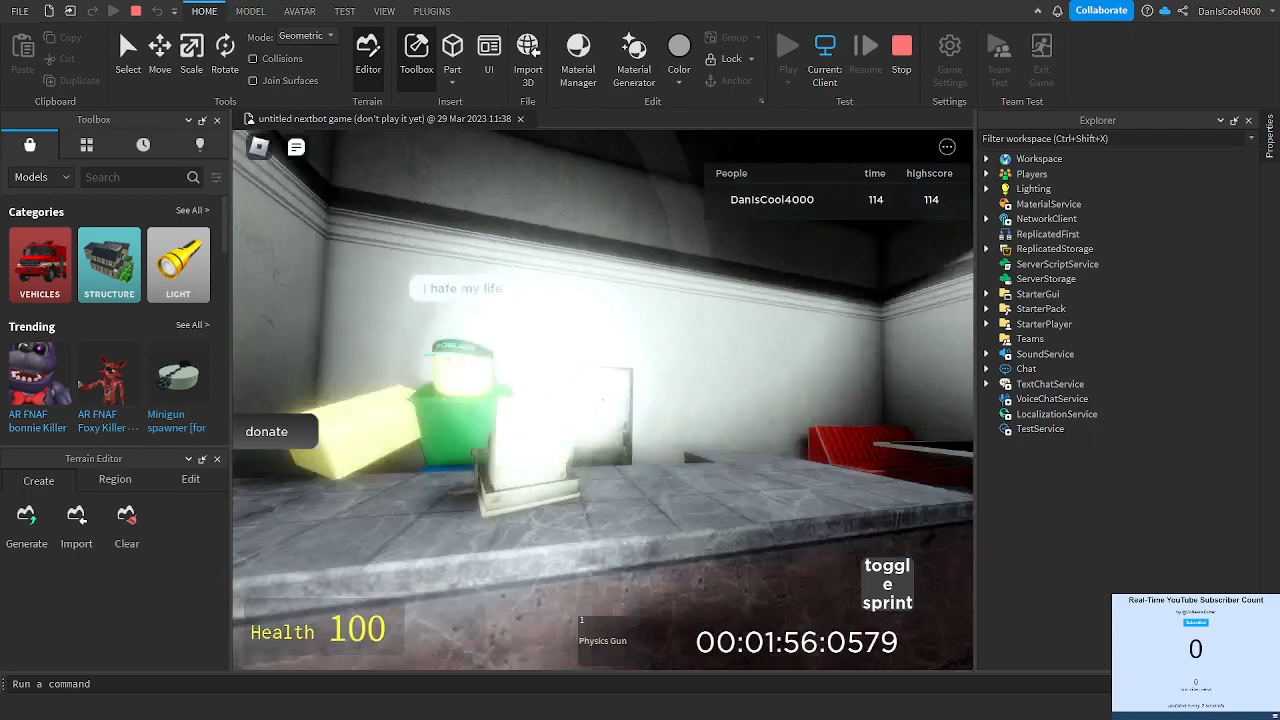 FILE
HOME
MODEL
AVATAR
TEST
VIEW
PLUGINS
Collaborate
DanIsCool4000
Paste
Copy
Cut
Duplicate
Clipboard
Select
Move
Scale
Rotate
Mode: Geometric
Collisions
Join Surfaces
Tools
Editor
Terrain
Toolbox
Part
UI
Insert
Import
3D
File
Material
Manager
Material
Generator
Color
Group
Lock
Anchor
Edit
Play
Current:
Client
Resume
Stop
Test
Game
Settings
Settings
Team
Test
Exit
Game
Team Test
Toolbox
untitled nextbot game (don't play it yet) @ 29 Mar 2023 11:38
Explorer
Properties
Models
Search
Categories
See All >
VEHICLES
STRUCTURE
LIGHT
Trending
See All >
AR FNAF
bonnie Killer
AR FNAF
Foxy Killer ...
Minigun
spawner [for
Terrain Editor
Create
Region
Edit
Generate
Import
Clear
People time highscore
DanIsCool4000 114 114
I hate my life
donate
toggl
e
sprint
Health 100
1
Physics Gun
00:01:56:0579
Filter workspace (Ctrl+Shift+X)
Workspace
Players
Lighting
MaterialService
NetworkClient
ReplicatedFirst
ReplicatedStorage
ServerScriptService
ServerStorage
StarterGui
StarterPack
StarterPlayer
Teams
SoundService
Chat
TextChatService
VoiceChatService
LocalizationService
TestService
Run a command
Real-Time YouTube Subscriber Count
0
0
Updated every 2 seconds